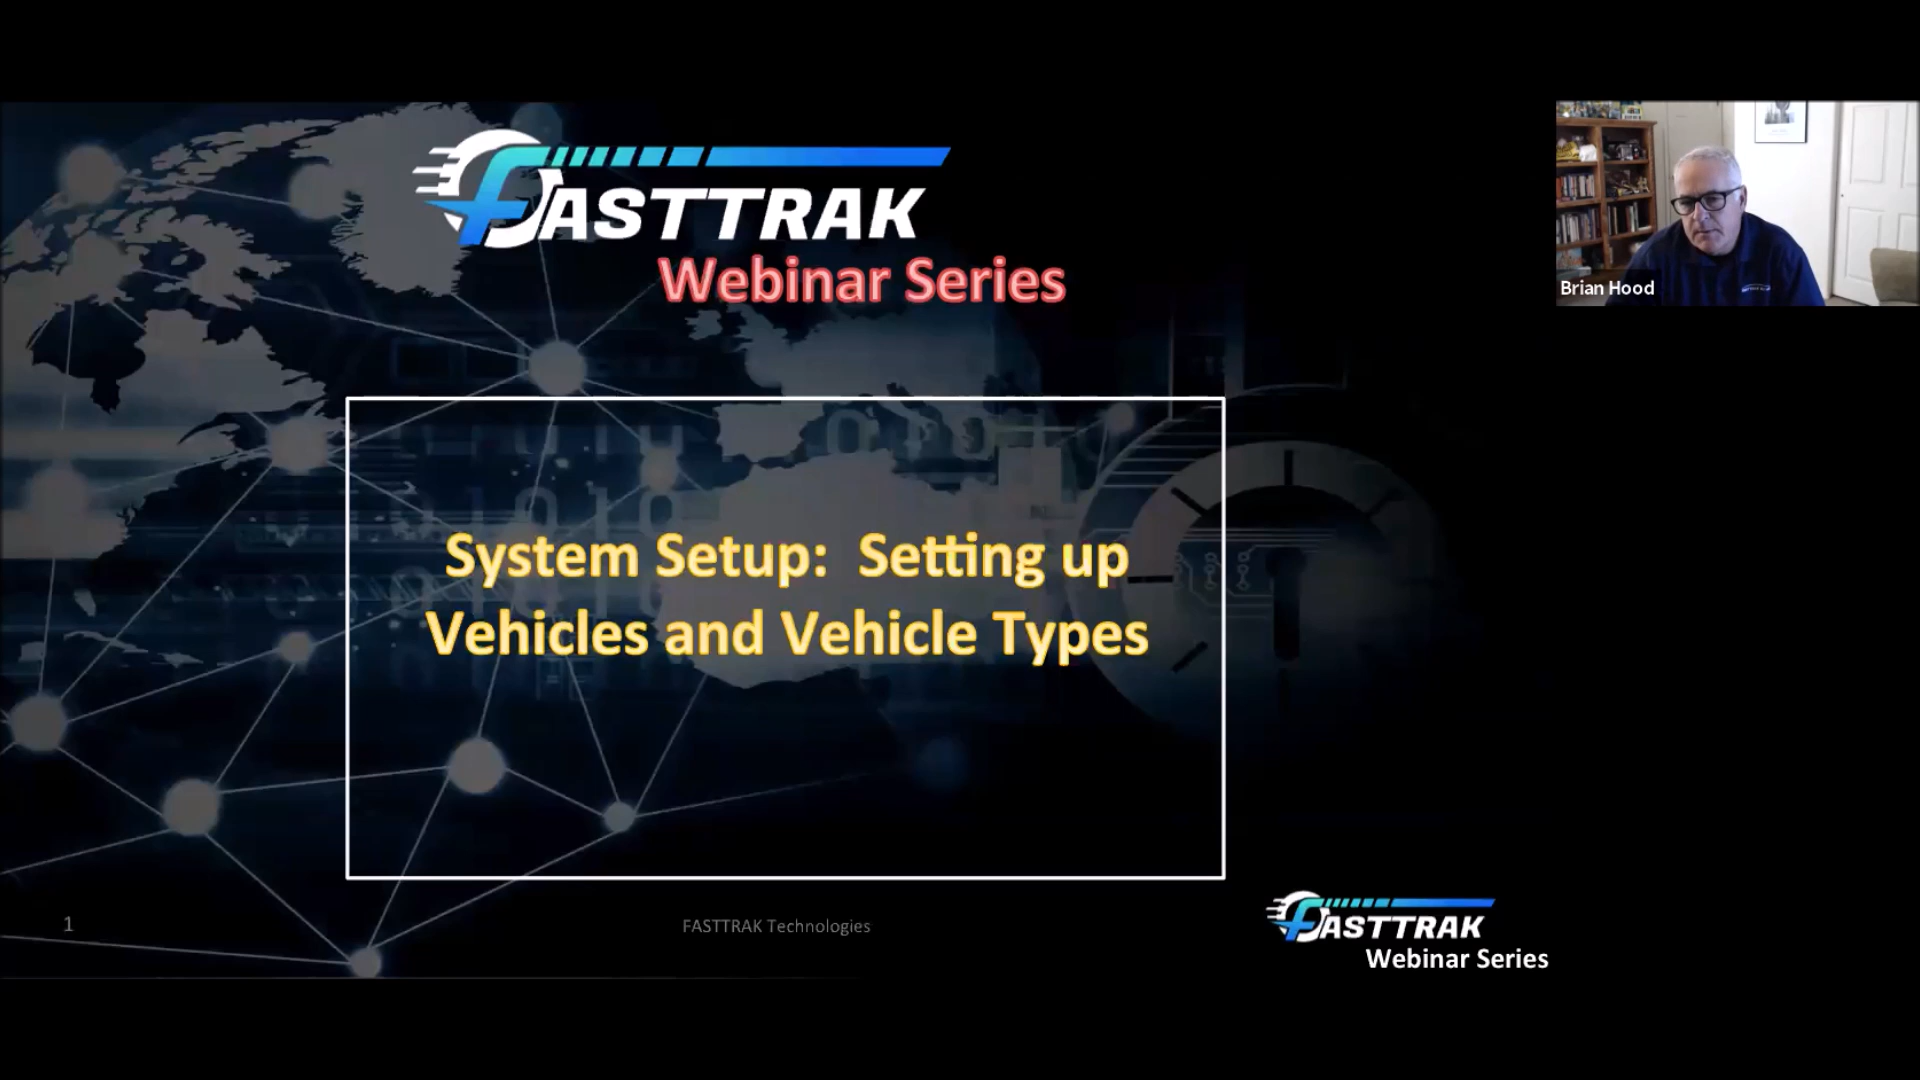 FASTTRAK
Webinar Series
Brian Hood
System Setup:  Setting up
Vehicles and Vehicle Types
1
FASTTRAK Technologies
FASTTRAK
Webinar Series